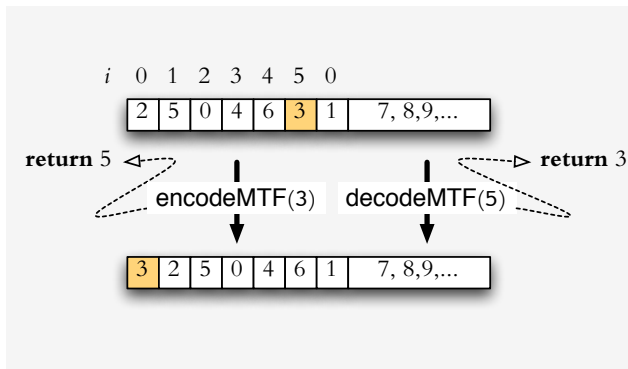 i 0 1 2 3 4 5 0
2 5 0 4 6 3 1 7, 8,9,...
return 5 return 3
encodeMTF(3) decodeMTF(5)
3 2 5 0 4 6 1 7, 8,9,...